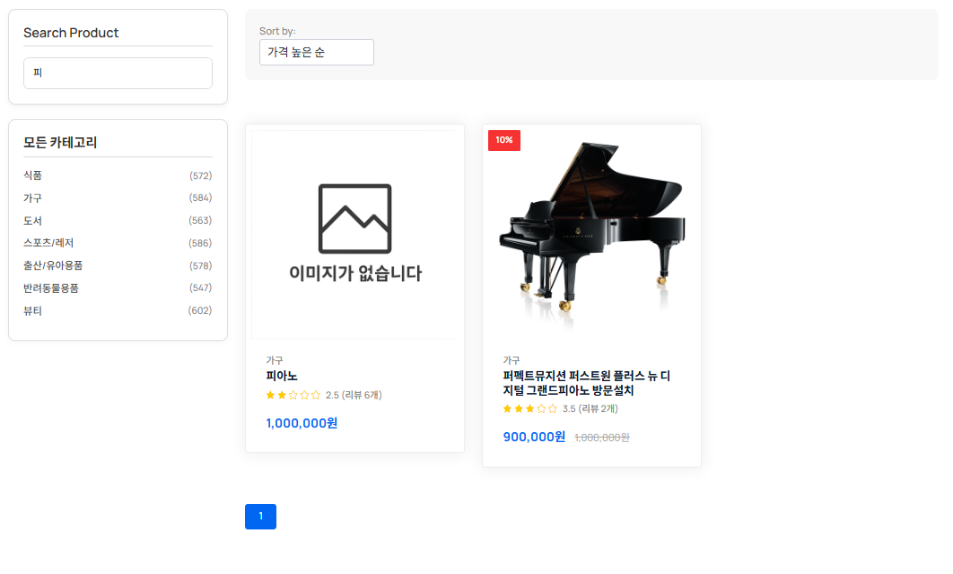 Search Product
피
모든 카테고리
식품 (572)
가구 (584)
도서 (563)
스포츠/레저 (586)
출산/유아용품 (578)
반려동물용품 (547)
뷰티 (602)
Sort by:
가격 높은 순
이미지가 없습니다
가구
피아노
2.5 (리뷰 6개)
1,000,000원
10%
가구
퍼펙트뮤지션 퍼스트원 플러스 뉴 디
지털 그랜드피아노 방문설치
3.5 (리뷰 2개)
900,000원 1,000,000원
1